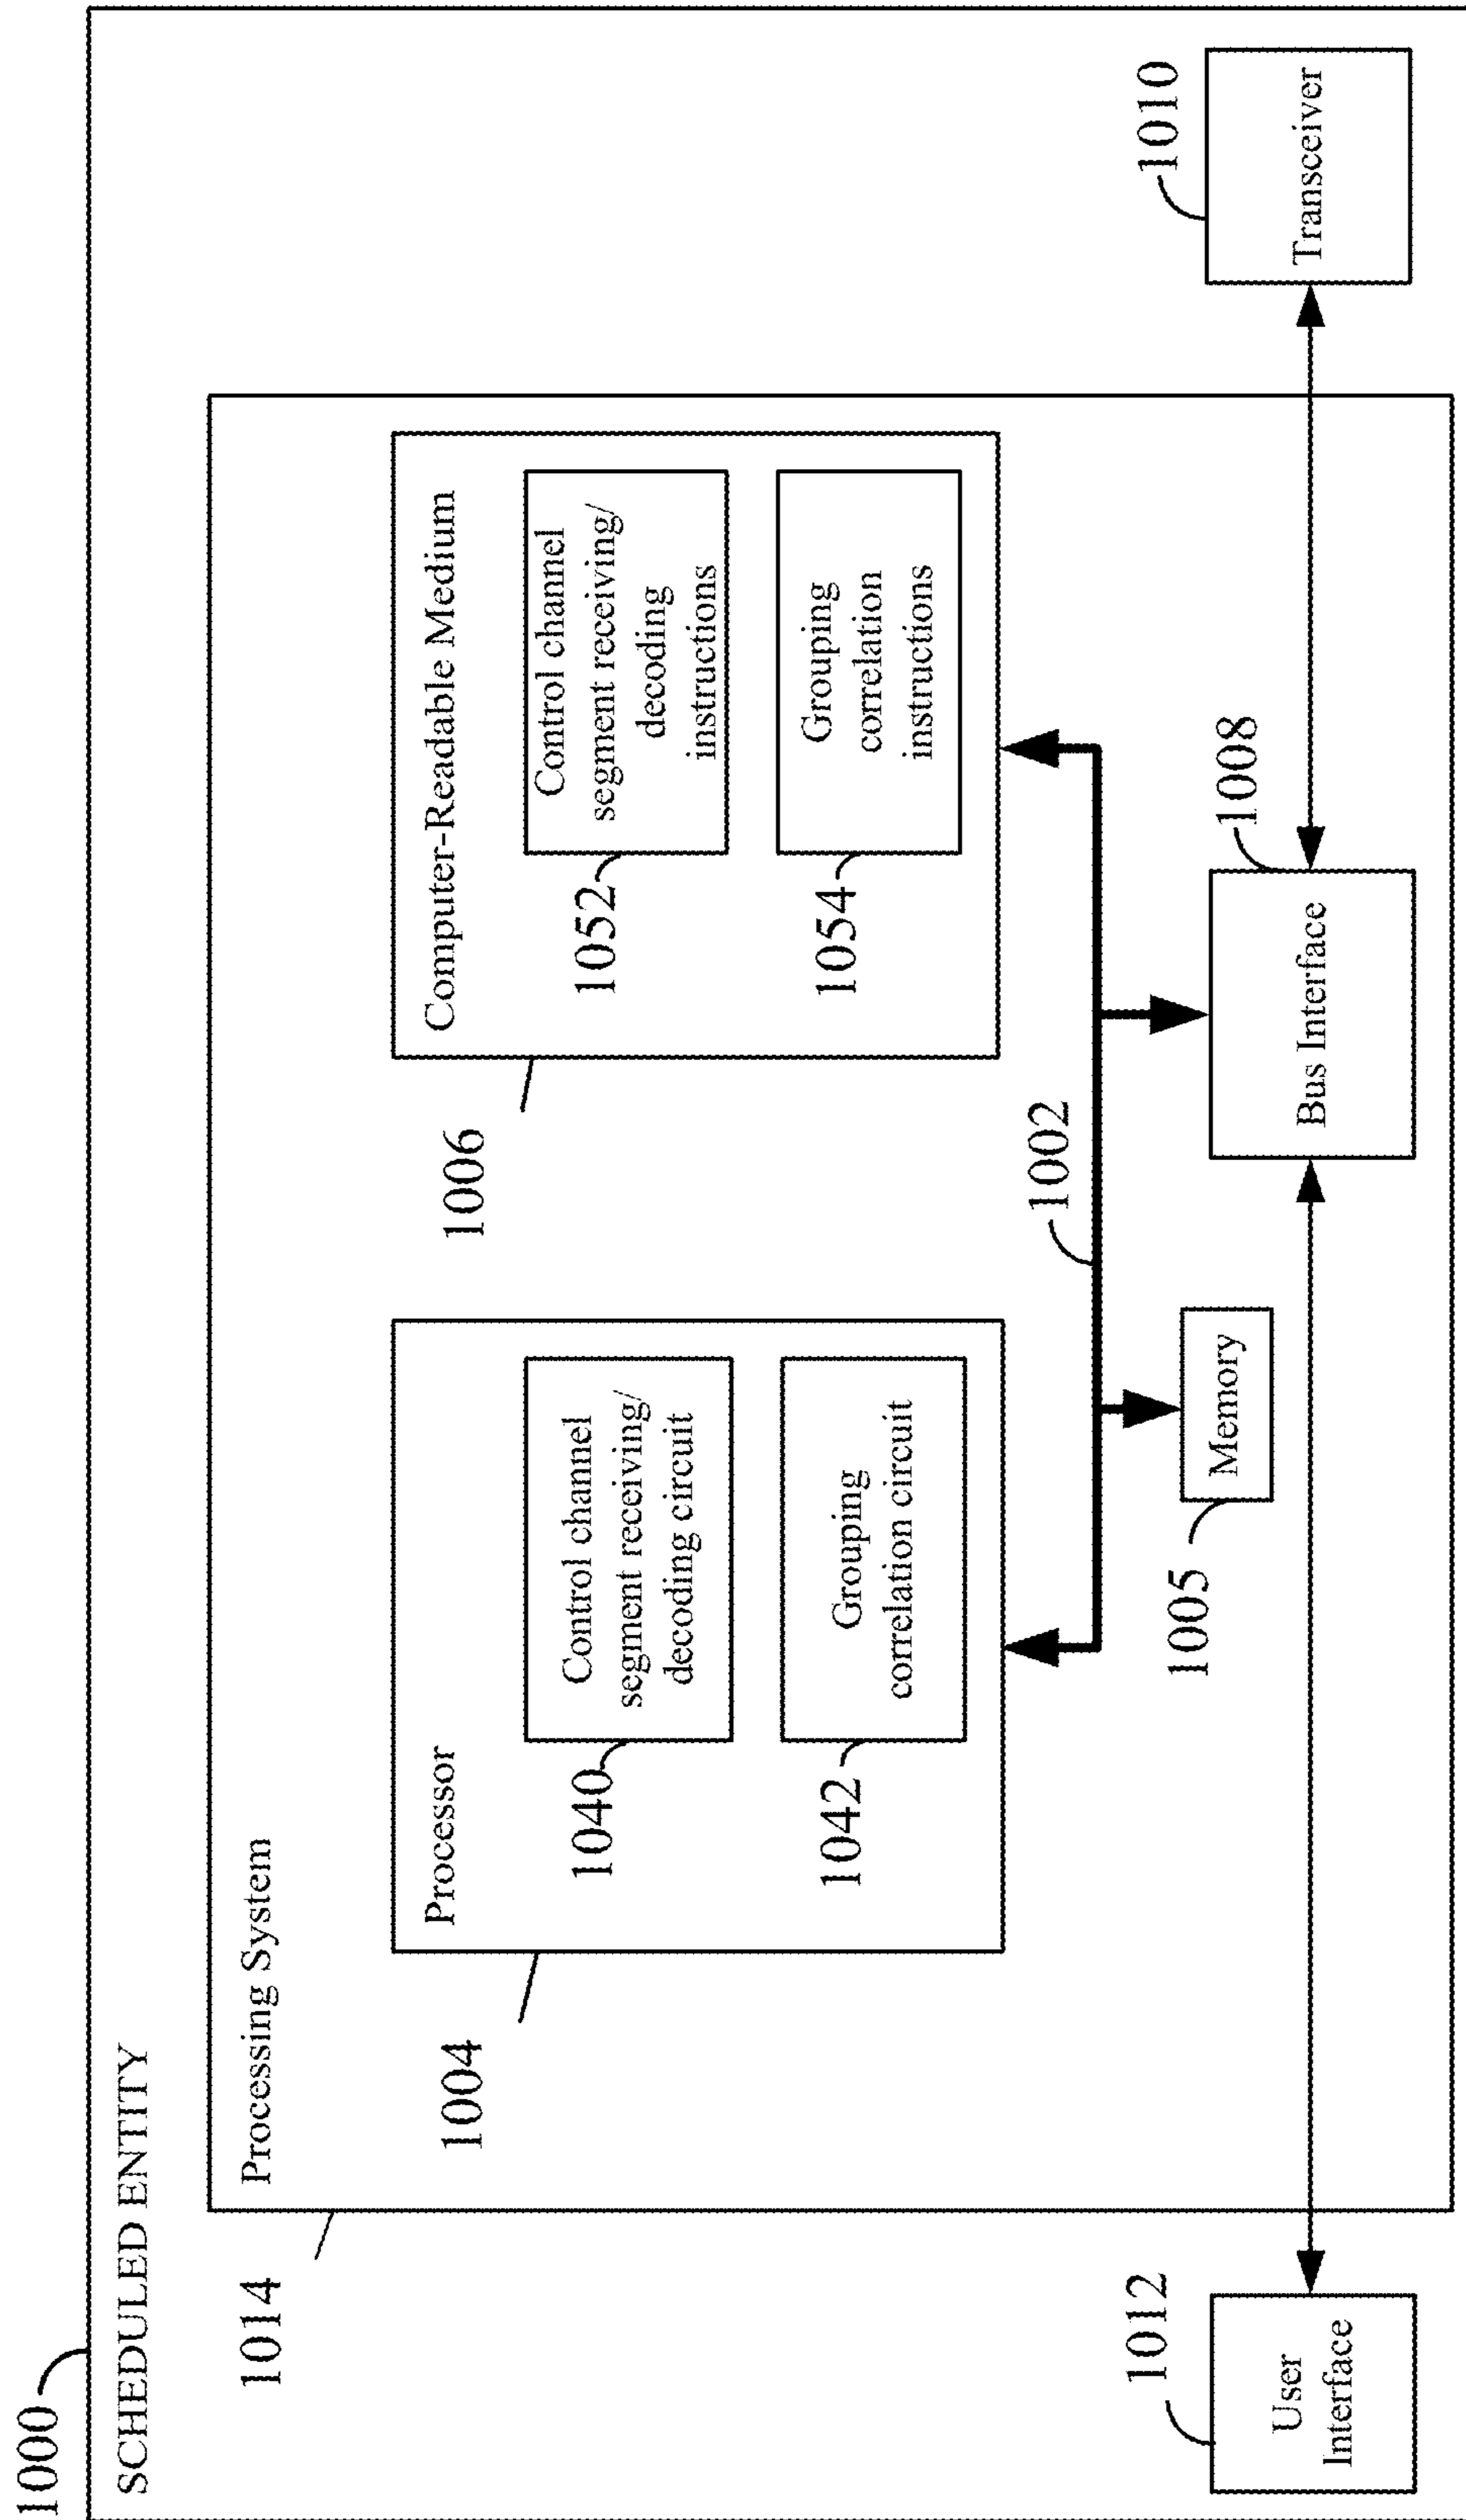 1000
SCHEDULED ENTITY
1014
Processing System
1004
Processor
1040
Control channel
segment receiving/
decoding circuit
1042
Grouping
correlation circuit
1006
Computer-Readable Medium
1052
Control channel
segment receiving/
decoding
instructions
1054
Grouping
correlation
instructions
1002
1005
Memory
1008
Bus Interface
1012
User
Interface
1010
Transceiver